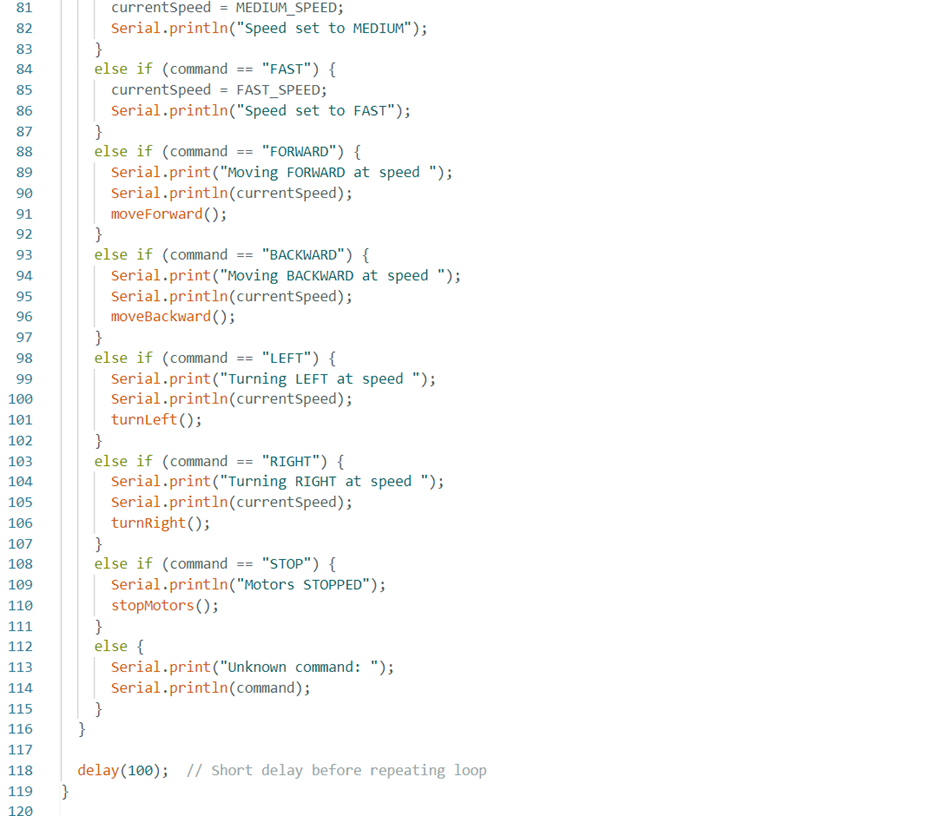 81 currentSpeed = MEDIUM_SPEED;
82 Serial.println("Speed set to MEDIUM");
83 }
84 else if (command == "FAST") {
85 currentSpeed = FAST_SPEED;
86 Serial.println("Speed set to FAST");
87 }
88 else if (command == "FORWARD") {
89 Serial.print("Moving FORWARD at speed ");
90 Serial.println(currentSpeed);
91 moveForward();
92 }
93 else if (command == "BACKWARD") {
94 Serial.print("Moving BACKWARD at speed ");
95 Serial.println(currentSpeed);
96 moveBackward();
97 }
98 else if (command == "LEFT") {
99 Serial.print("Turning LEFT at speed ");
100 Serial.println(currentSpeed);
101 turnLeft();
102 }
103 else if (command == "RIGHT") {
104 Serial.print("Turning RIGHT at speed ");
105 Serial.println(currentSpeed);
106 turnRight();
107 }
108 else if (command == "STOP") {
109 Serial.println("Motors STOPPED");
110 stopMotors();
111 }
112 else {
113 Serial.print("Unknown command: ");
114 Serial.println(command);
115 }
116 }
117
118 delay(100);  // Short delay before repeating loop
119 }
120